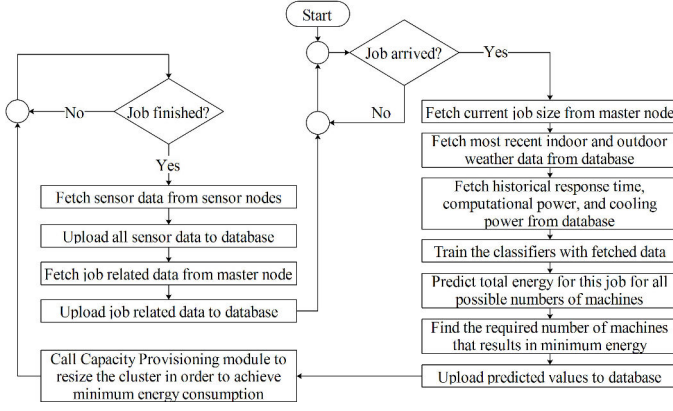 Start
Job arrived?
Yes
No
Fetch current job size from master node
Fetch most recent indoor and outdoor
weather data from database
Fetch historical response time,
computational power, and cooling
power from database
Train the classifiers with fetched data
Predict total energy for this job for all
possible numbers of machines
Find the required number of machines
that results in minimum energy
Upload predicted values to database
Call Capacity Provisioning module to
resize the cluster in order to achieve
minimum energy consumption
Job finished?
No
Yes
Fetch sensor data from sensor nodes
Upload all sensor data to database
Fetch job related data from master node
Upload job related data to database